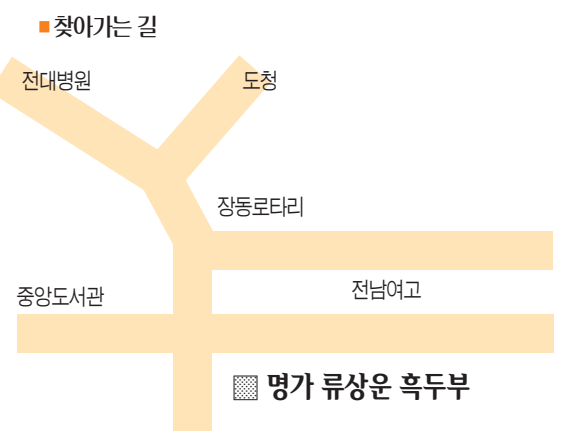 찾아가는 길
전대병원
도청
장동로타리
중앙도서관
전남여고
명가 류상운 흑두부